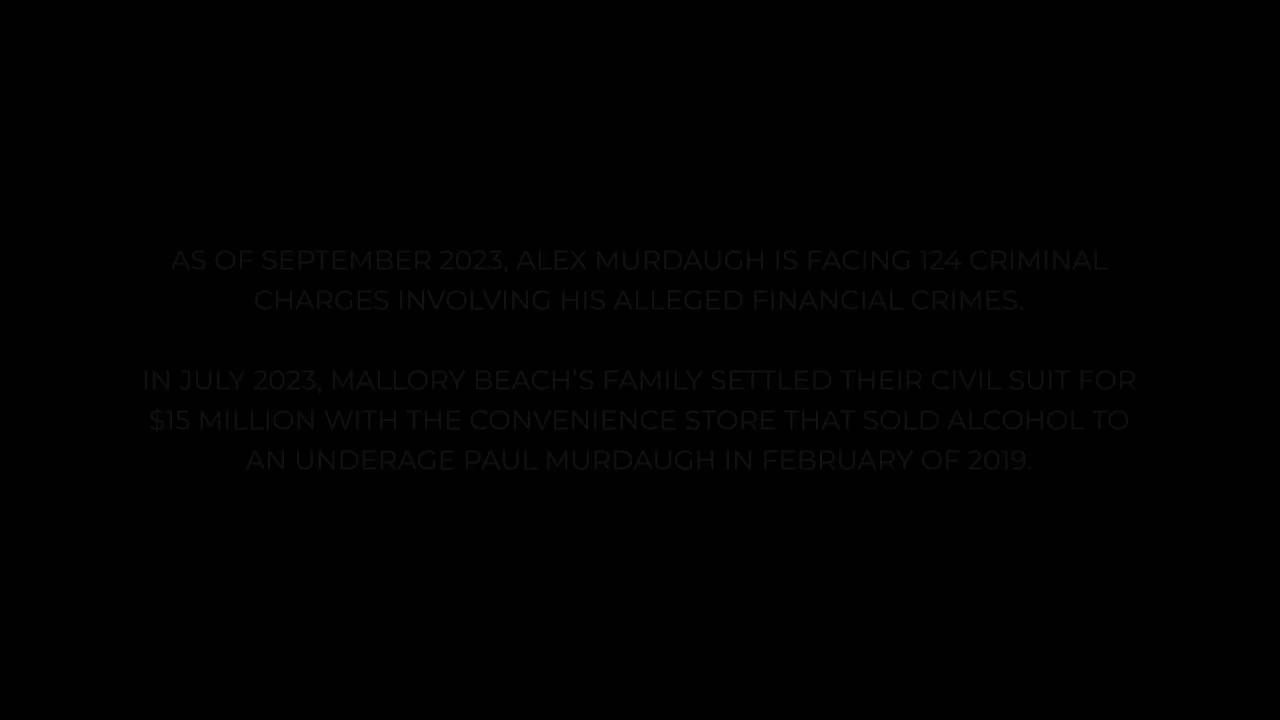 AS OF SEPTEMBER 2023, ALEX MURDAUGH IS FACING 124 CRIMINAL
CHARGES INVOLVING HIS ALLEGED FINANCIAL CRIMES.
IN JULY 2023, MALLORY BEACH'S FAMILY SETTLED THEIR CIVIL SUIT FOR
$15 MILLION WITH THE CONVENIENCE STORE THAT SOLD ALCOHOL TO
AN UNDERAGE PAUL MURDAUGH IN FEBRUARY OF 2019.